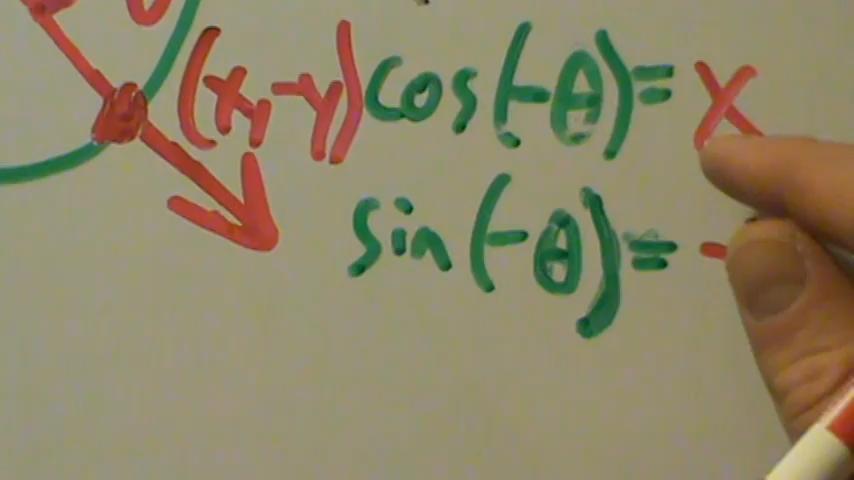 (x,-y) cos(-θ)= x
sin(-θ)= -